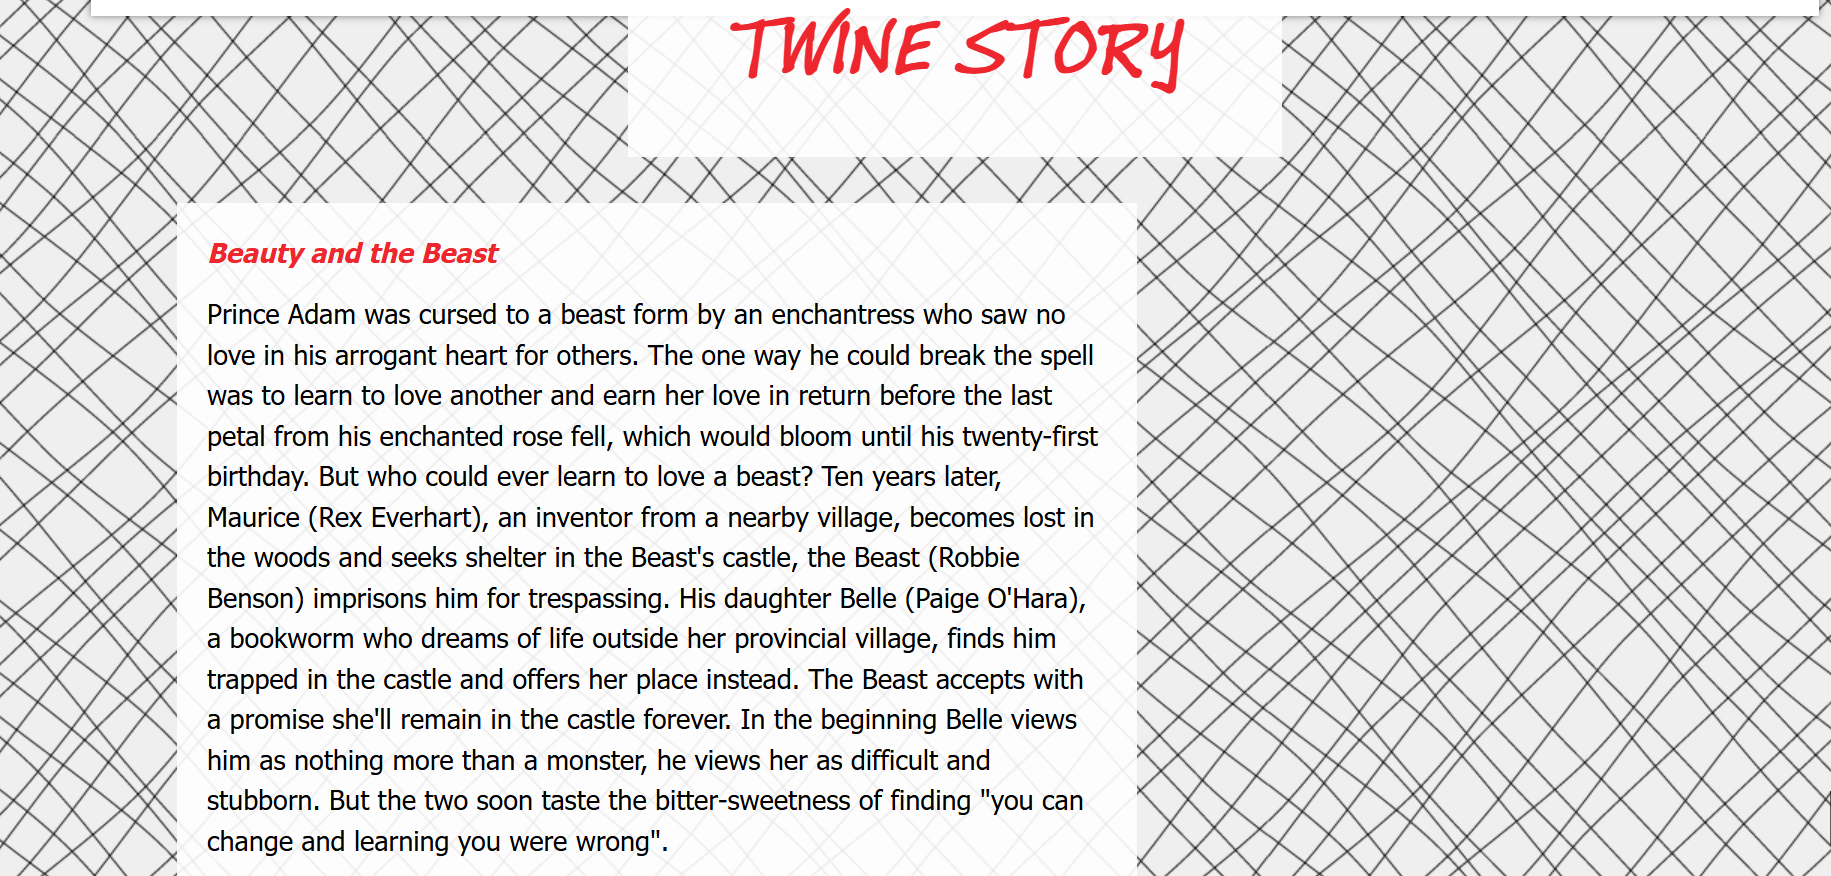 TWINE STORY
Beauty and the Beast
Prince Adam was cursed to a beast form by an enchantress who saw no
love in his arrogant heart for others. The one way he could break the spell
was to learn to love another and earn her love in return before the last
petal from his enchanted rose fell, which would bloom until his twenty-first
birthday. But who could ever learn to love a beast? Ten years later,
Maurice (Rex Everhart), an inventor from a nearby village, becomes lost in
the woods and seeks shelter in the Beast's castle, the Beast (Robbie
Benson) imprisons him for trespassing. His daughter Belle (Paige O'Hara),
a bookworm who dreams of life outside her provincial village, finds him
trapped in the castle and offers her place instead. The Beast accepts with
a promise she'll remain in the castle forever. In the beginning Belle views
him as nothing more than a monster, he views her as difficult and
stubborn. But the two soon taste the bitter-sweetness of finding "you can
change and learning you were wrong".